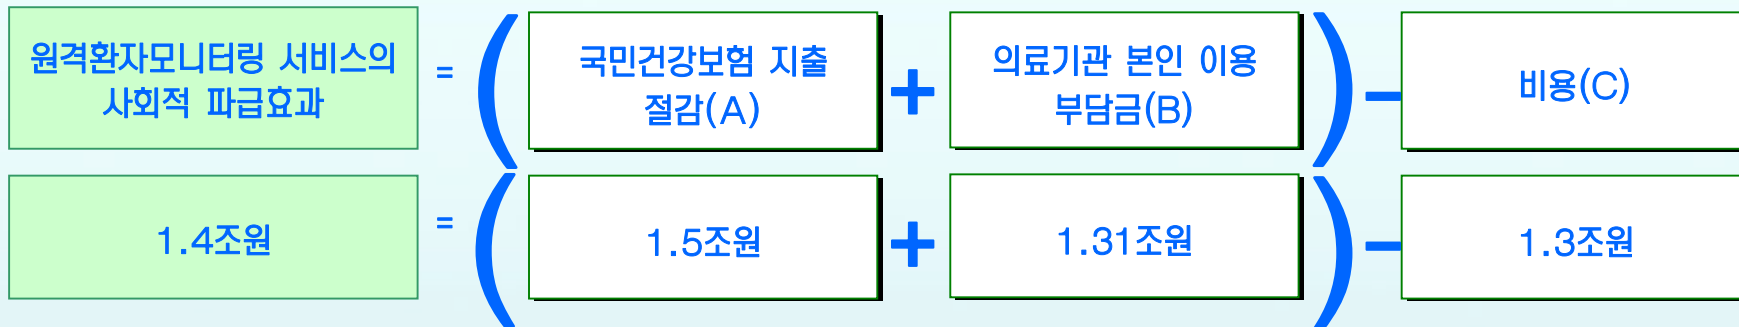 원격환자모니터링 서비스의
사회적 파급효과
=
(
국민건강보험 지출
절감(A)
+
의료기관 본인 이용
부담금(B)
)
-
비용(C)
1.4조원
=
(
1.5조원
+
1.31조원
)
-
1.3조원